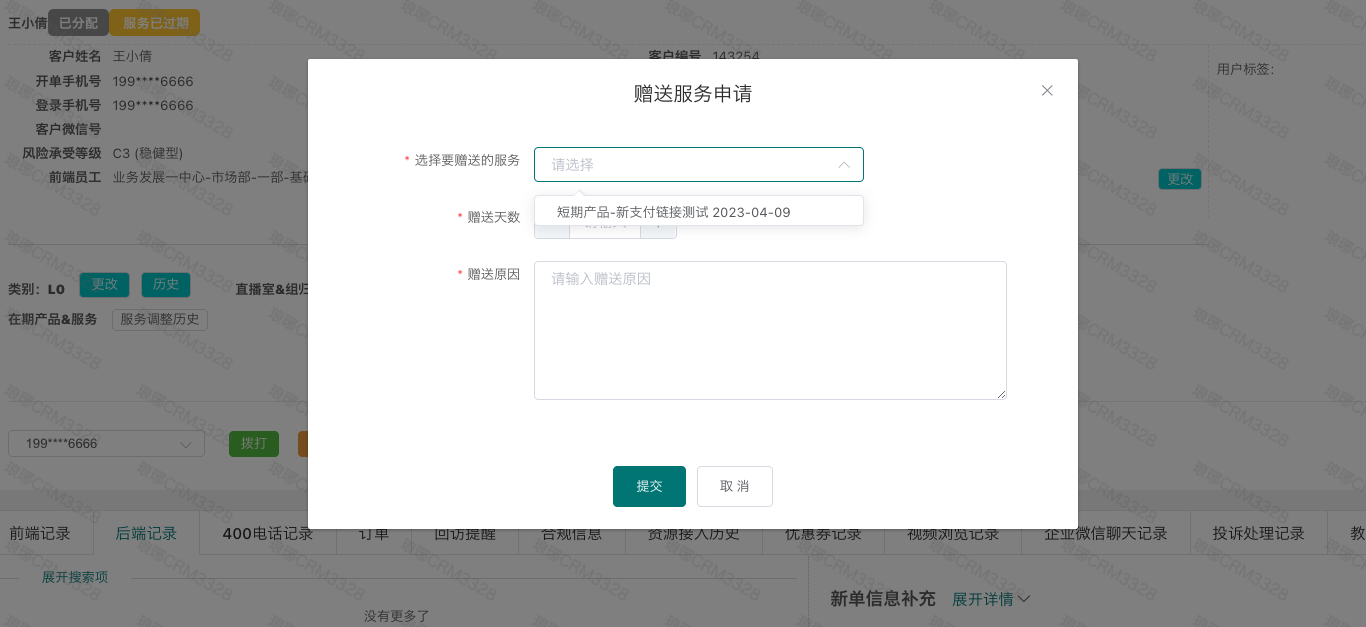 王小倩 已分配 服务已过期
客户姓名 王小倩
客户编号 143254
用户标签:
开单手机号 199****6666
登录手机号 199****6666
客户微信号
风险承受等级 C3 (稳健型)
前端员工 业务发展一中心-市场部-一部-基础
更改
赠送服务申请
* 选择要赠送的服务 请选择
短期产品-新支付链接测试 2023-04-09
* 赠送天数
* 赠送原因 请输入赠送原因
提交 取 消
类别: L0 更改 历史 直播室&组归
在期产品&服务 服务调整历史
199****6666 拨打
前端记录 后端记录 400电话记录 订单 回访提醒 合规信息 资源接入历史 优惠券记录 视频浏览记录 企业微信聊天记录 投诉处理记录 教
展开搜索项
没有更多了
新单信息补充 展开详情
琅琊CRM3328